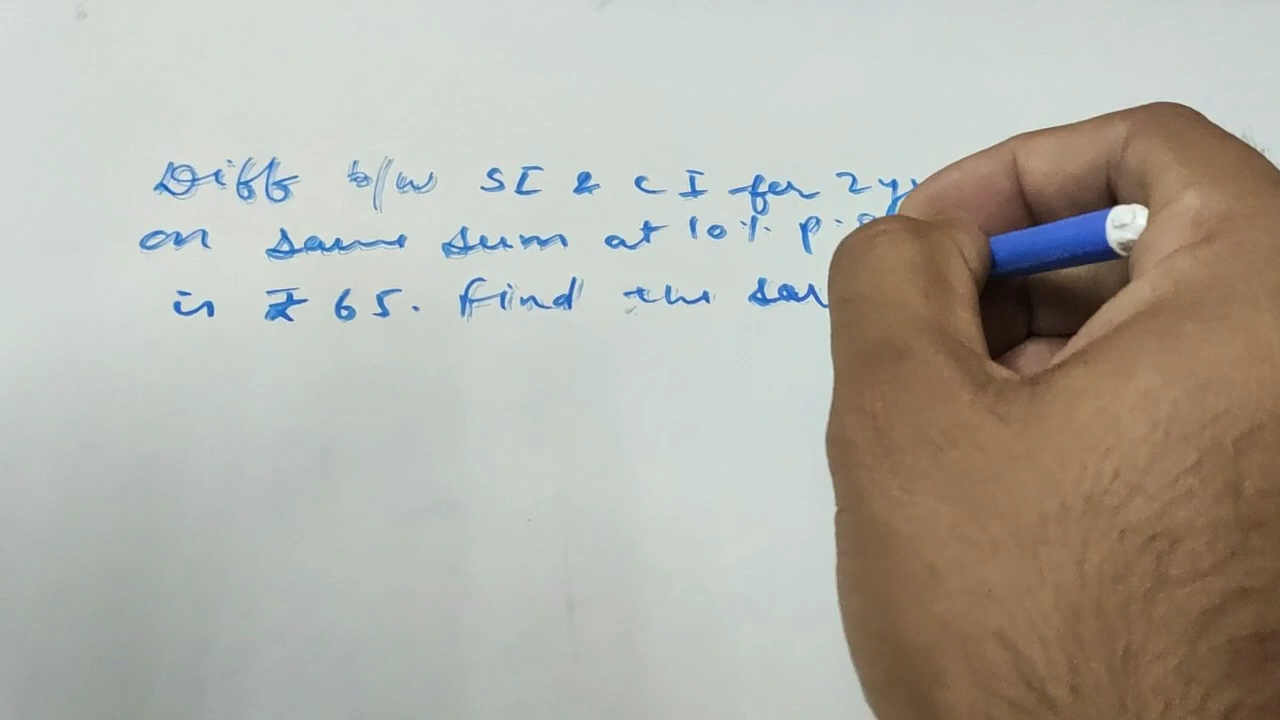 Diff b/w SI & CI for 2
on same sum at 10% p.
is ₹ 65. Find the